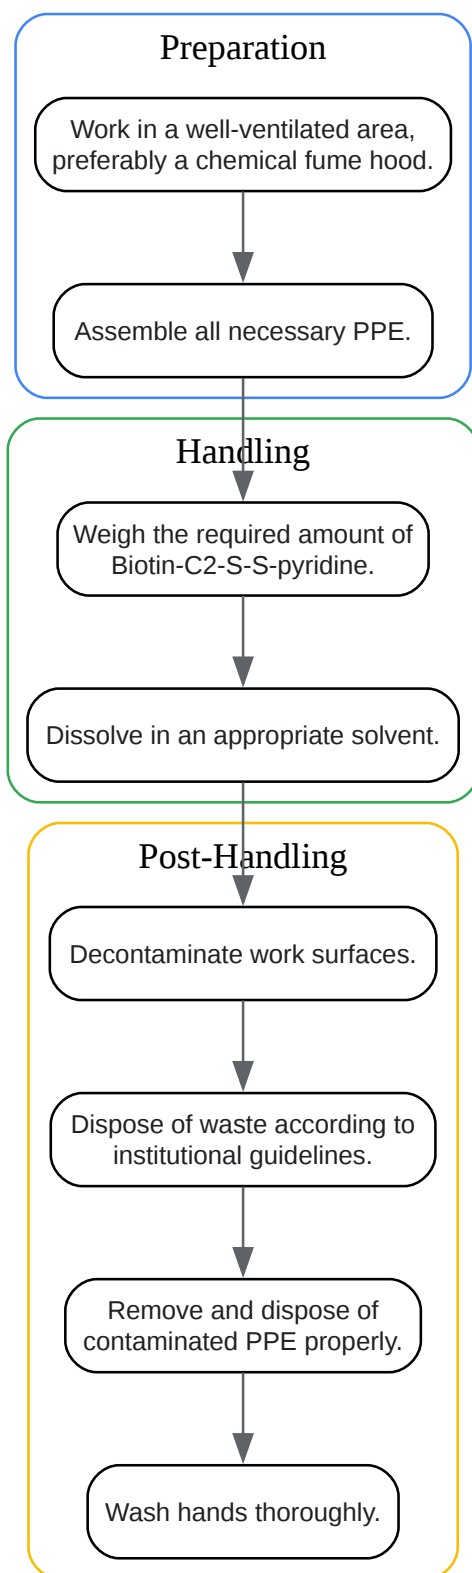 Preparation
Work in a well-ventilated area,
preferably a chemical fume hood.
Assemble all necessary PPE.
Handling
Weigh the required amount of
Biotin-C2-S-S-pyridine.
Dissolve in an appropriate solvent.
Post-Handling
Decontaminate work surfaces.
Dispose of waste according to
institutional guidelines.
Remove and dispose of
contaminated PPE properly.
Wash hands thoroughly.